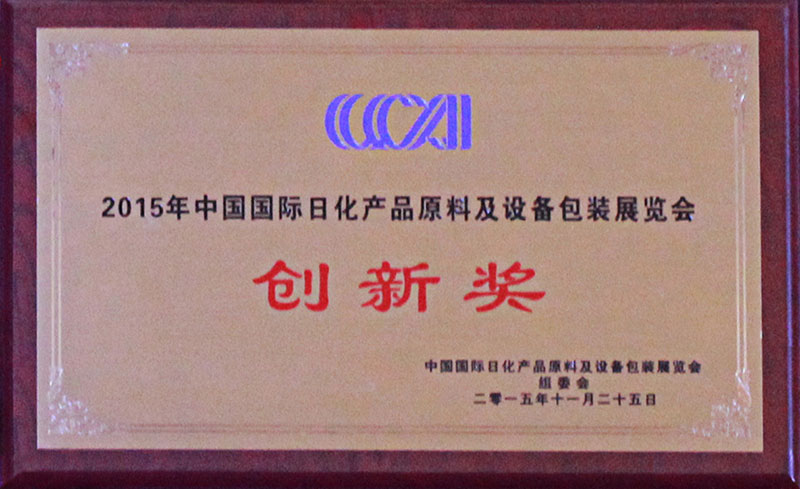 CCAI
2015年中国国际日化产品原料及设备包装展览会
创新奖
中国国际日化产品原料及设备包装展览会
组委会
二零一五年十一月二十五日